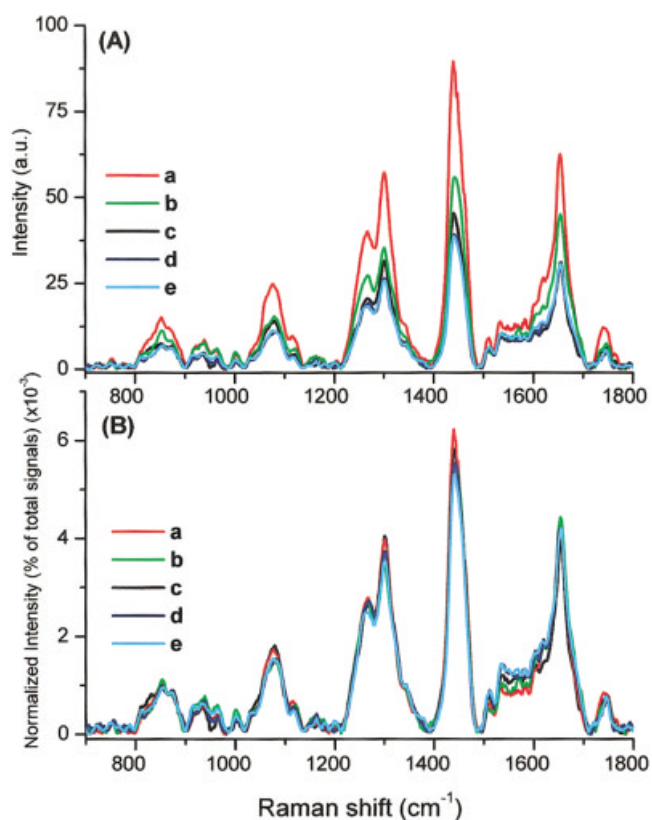 100
(A)
75
50
25
0
Intensity (a.u.)
a
b
c
d
e
800 1000 1200 1400 1600 1800
(B)
6
4
2
0
Normalized Intensity (% of total signals) (x10⁻³)
a
b
c
d
e
800 1000 1200 1400 1600 1800
Raman shift (cm⁻¹)